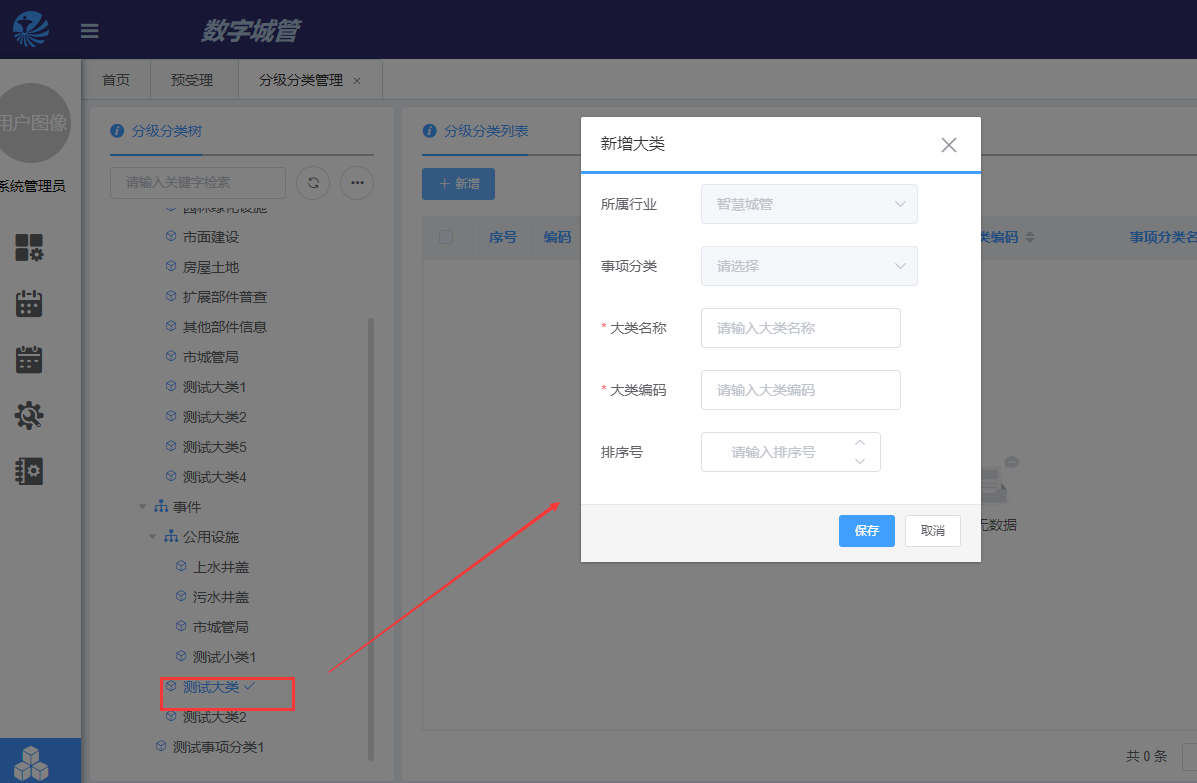 数字城管
首页
预受理
分级分类管理
用户图像
系统管理员
分级分类树
请输入关键字检索
园林绿化设施
市面建设
房屋土地
扩展部件普查
其他部件信息
市城管局
测试大类1
测试大类2
测试大类5
测试大类4
事件
公用设施
上水井盖
污水井盖
市城管局
测试小类1
测试大类
测试大类2
测试事项分类1
分级分类列表
新增
序号
编码
类编码
事项分类名
无数据
共 0 条
新增大类
所属行业
智慧城管
事项分类
请选择
* 大类名称
请输入大类名称
* 大类编码
请输入大类编码
排序号
请输入排序号
保存
取消